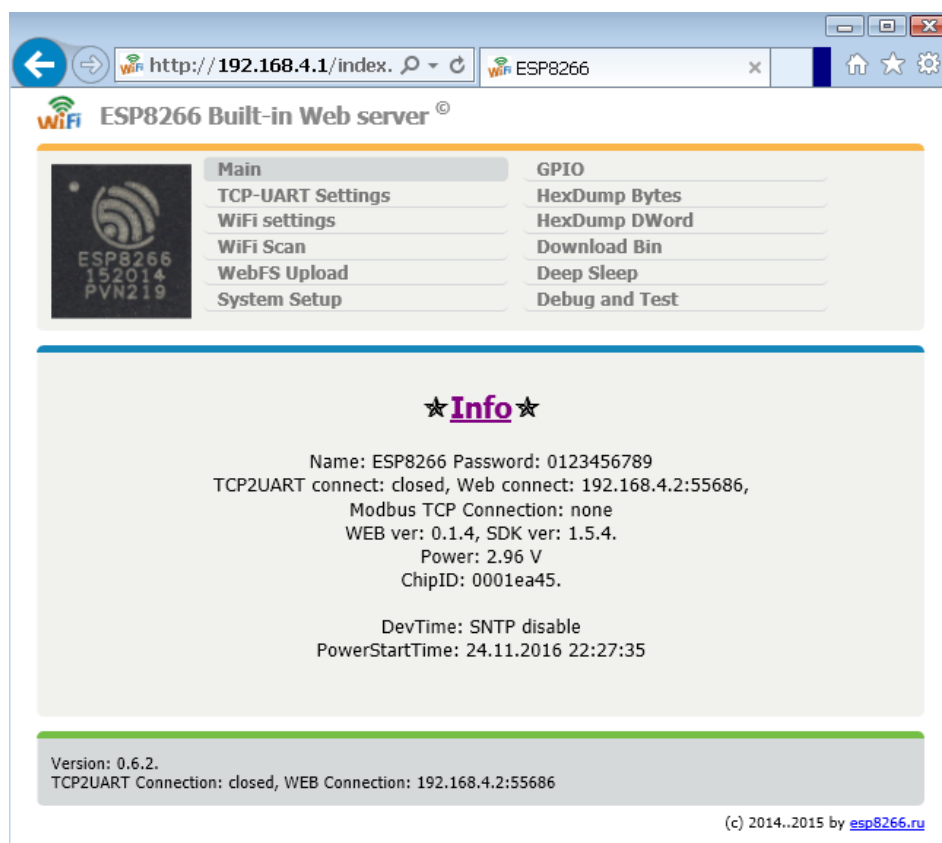 http://192.168.4.1/index.
ESP8266
WiFi ESP8266 Built-in Web server ©
ESP8266
152014
PVN219
Main
TCP-UART Settings
WiFi settings
WiFi Scan
WebFS Upload
System Setup
GPIO
HexDump Bytes
HexDump DWord
Download Bin
Deep Sleep
Debug and Test
✯Info✯
Name: ESP8266 Password: 0123456789
TCP2UART connect: closed, Web connect: 192.168.4.2:55686,
Modbus TCP Connection: none
WEB ver: 0.1.4, SDK ver: 1.5.4.
Power: 2.96 V
ChipID: 0001ea45.
DevTime: SNTP disable
PowerStartTime: 24.11.2016 22:27:35
Version: 0.6.2.
TCP2UART Connection: closed, WEB Connection: 192.168.4.2:55686
(c) 2014..2015 by esp8266.ru